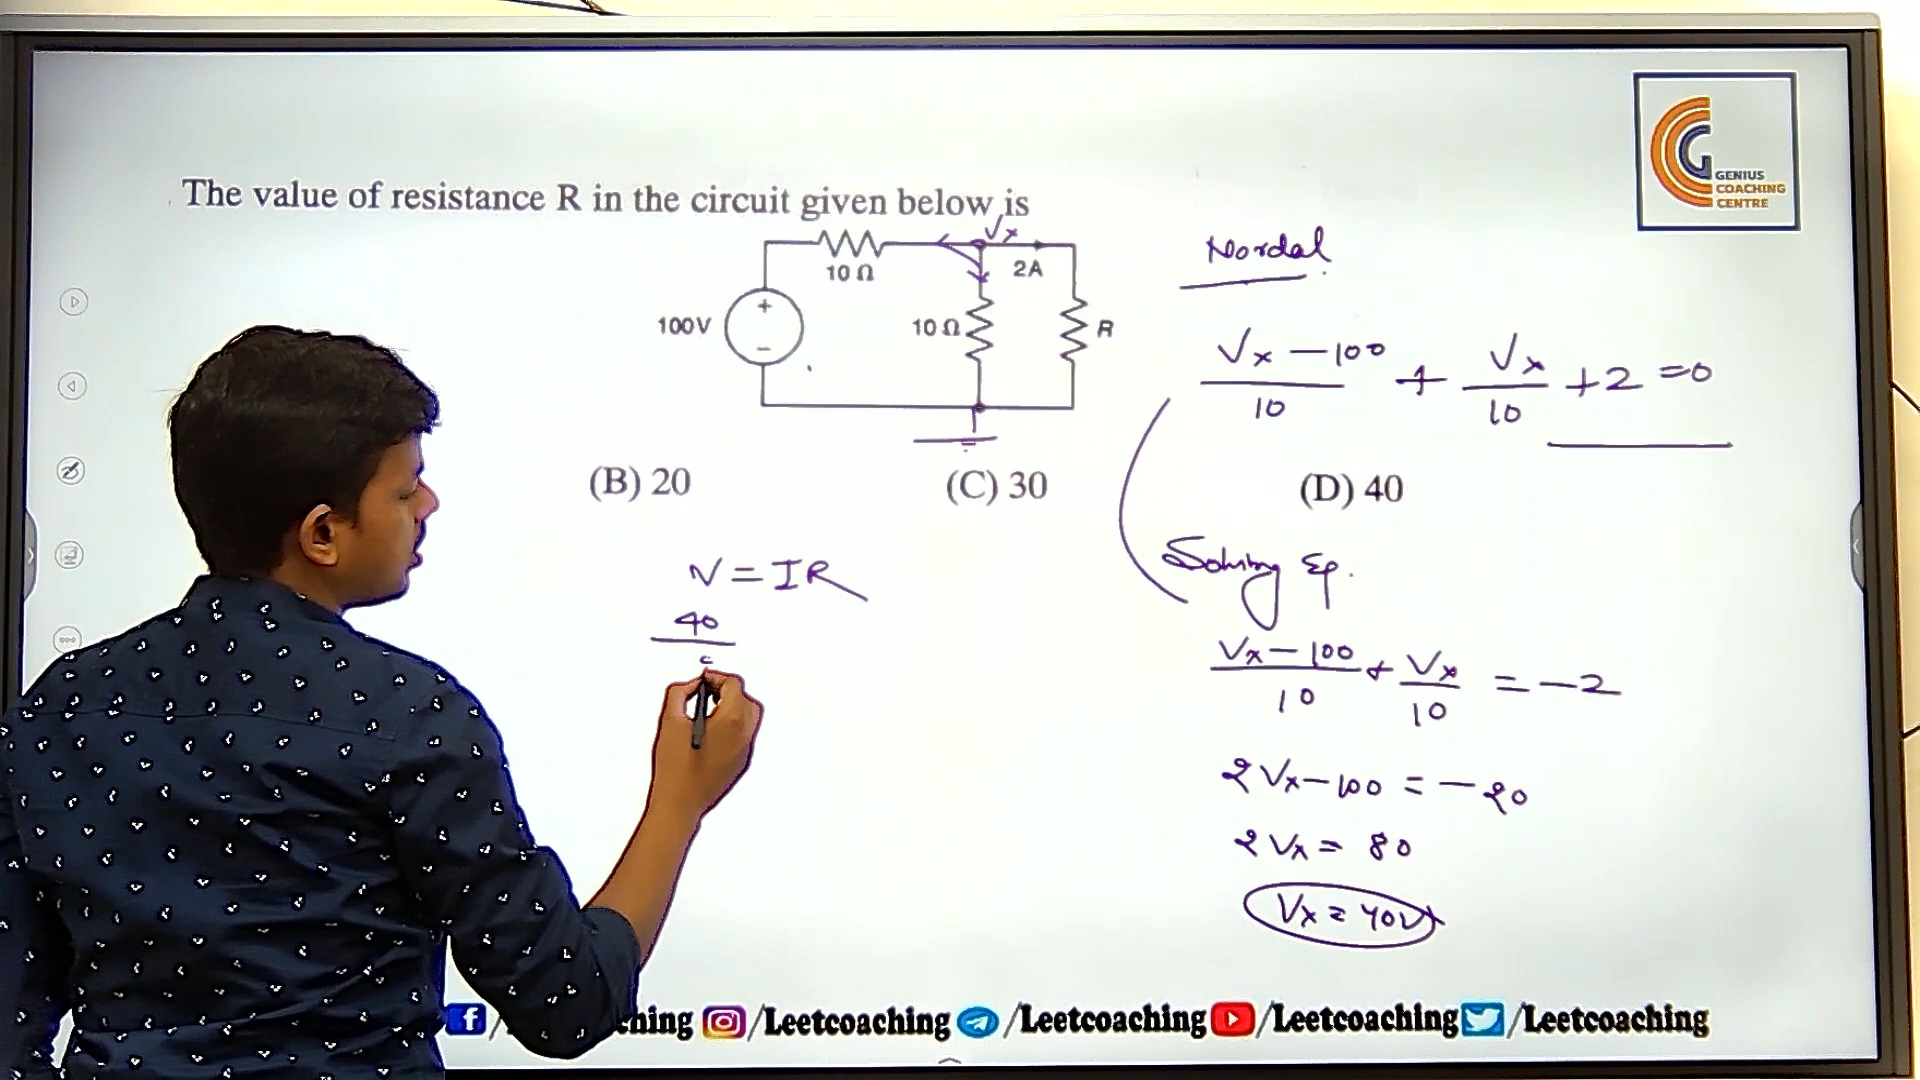 GENIUS
COACHING
CENTRE
The value of resistance R in the circuit given below is
Vx
10 Ω
2A
100V
+
−
10 Ω
R
Nordal
Vx − 100 / 10 + Vx / 10 + 2 = 0
(B) 20
(C) 30
(D) 40
V = IR
40
Solving Eq.
Vx − 100 / 10 + Vx / 10 = −2
2Vx − 100 = −20
2Vx = 80
Vx = 40V
/Leetcoaching
/Leetcoaching
/Leetcoaching
/Leetcoaching